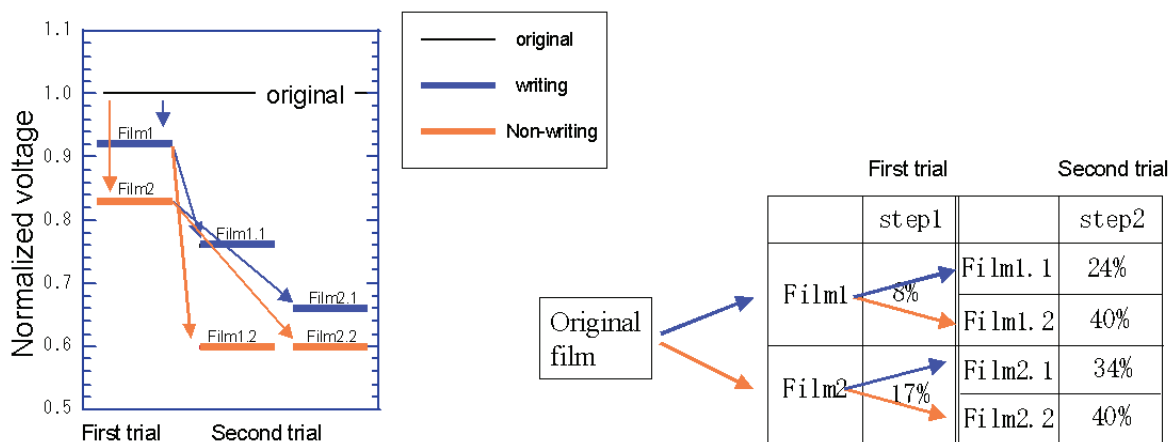 Normalized voltage
1.1
1.0
0.9
0.8
0.7
0.6
0.5
original
Film1
Film2
Film1.1
Film2.1
Film1.2
Film2.2
First trial
Second trial
original
writing
Non-writing
First trial
Second trial
step1
step2
Original
film
Film1
8%
Film1.1
24%
Film1.2
40%
Film2
17%
Film2.1
34%
Film2.2
40%